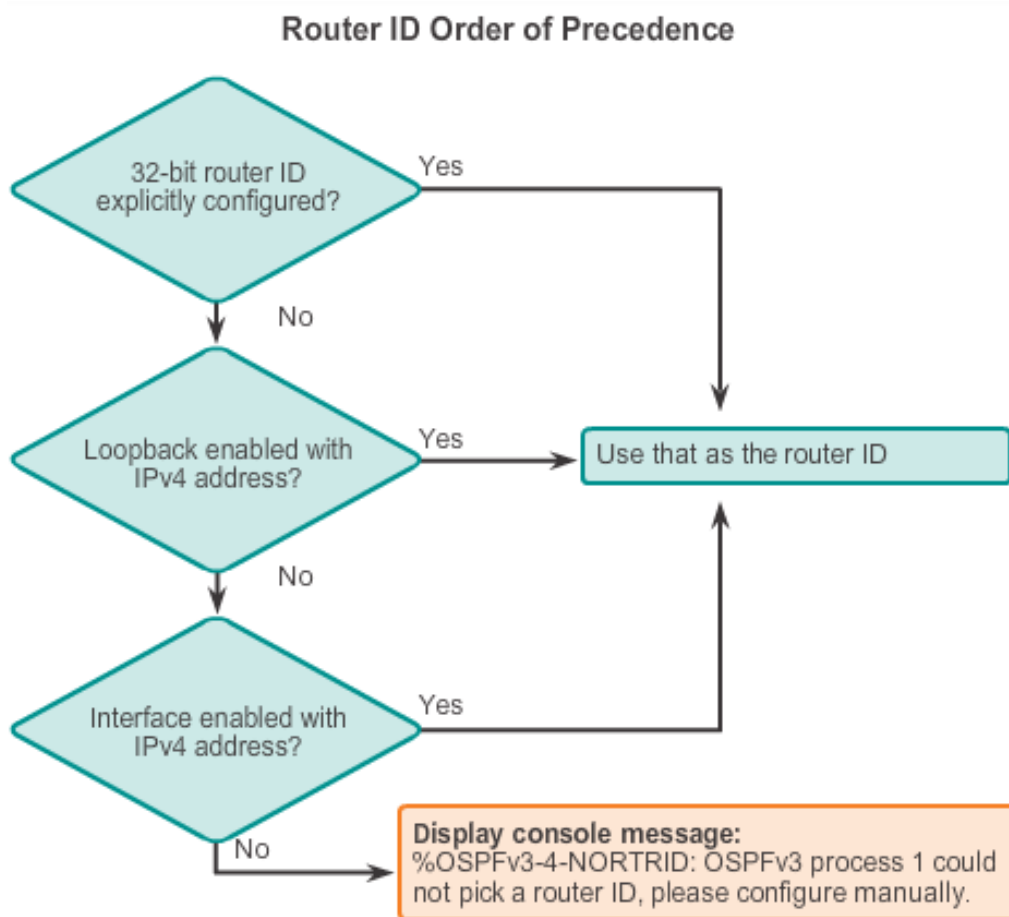 Router ID Order of Precedence
32-bit router ID
explicitly configured?
Yes
No
Loopback enabled with
IPv4 address?
Yes
Use that as the router ID
No
Interface enabled with
IPv4 address?
Yes
No
Display console message:
%OSPFv3-4-NORTRID: OSPFv3 process 1 could
not pick a router ID, please configure manually.